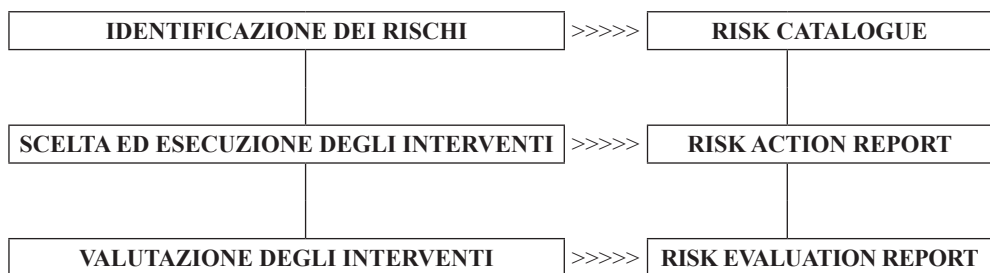 IDENTIFICAZIONE DEI RISCHI >>>>> RISK CATALOGUE
SCELTA ED ESECUZIONE DEGLI INTERVENTI >>>>> RISK ACTION REPORT
VALUTAZIONE DEGLI INTERVENTI >>>>> RISK EVALUATION REPORT